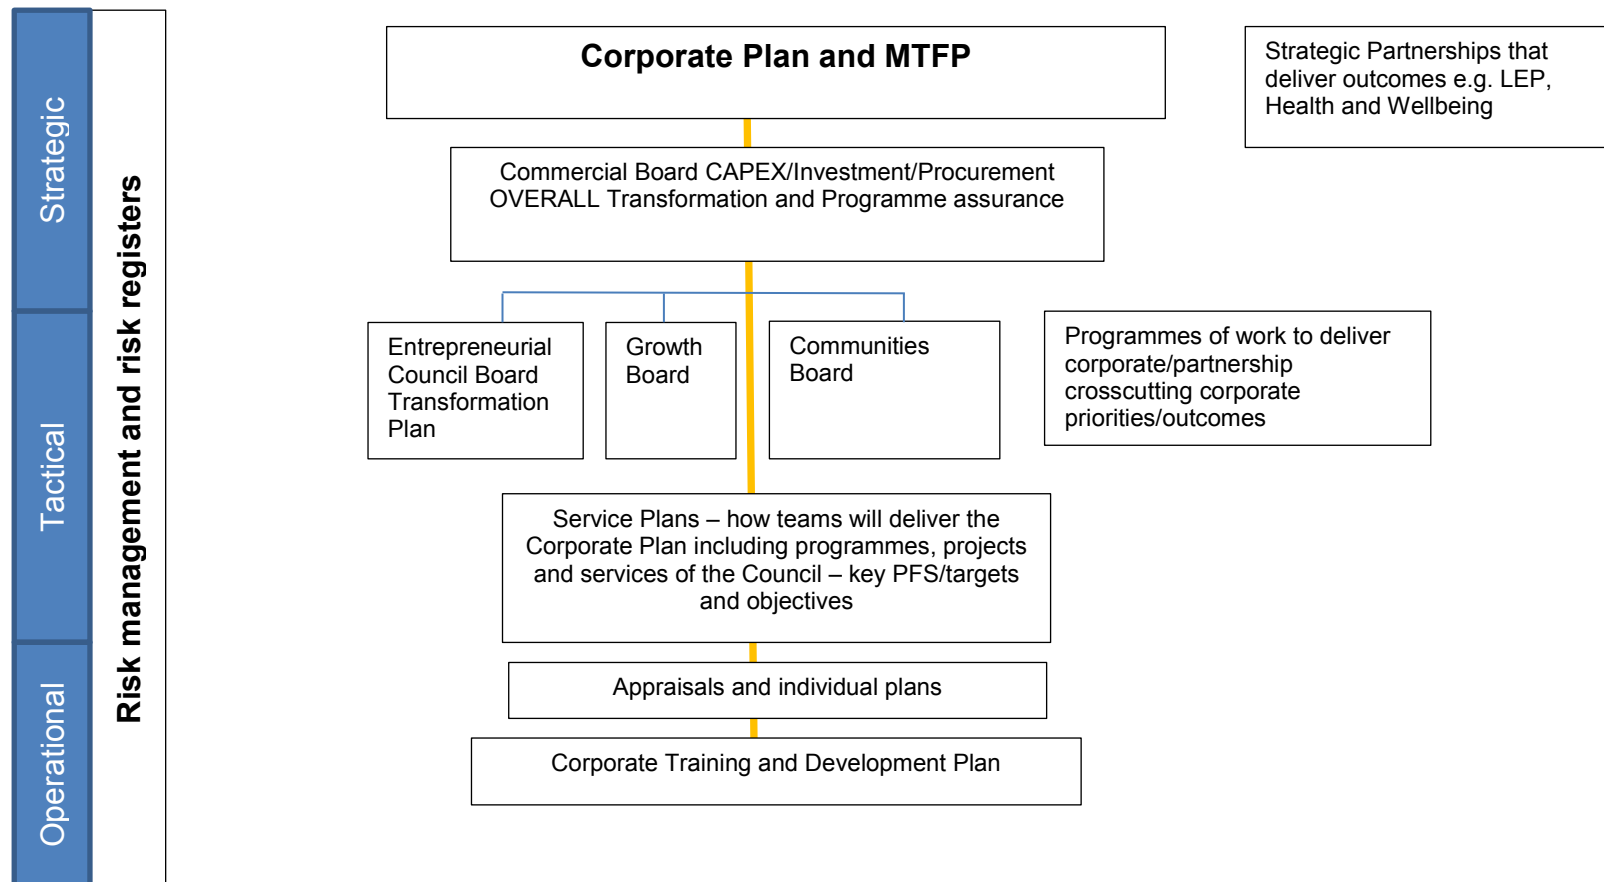 Strategic
Tactical
Operational
Risk management and risk registers
Corporate Plan and MTFP
Strategic Partnerships that
deliver outcomes e.g. LEP,
Health and Wellbeing
Commercial Board CAPEX/Investment/Procurement
OVERALL Transformation and Programme assurance
Entrepreneurial
Council Board
Transformation
Plan
Growth
Board
Communities
Board
Programmes of work to deliver
corporate/partnership
crosscutting corporate
priorities/outcomes
Service Plans – how teams will deliver the
Corporate Plan including programmes, projects
and services of the Council – key PFS/targets
and objectives
Appraisals and individual plans
Corporate Training and Development Plan